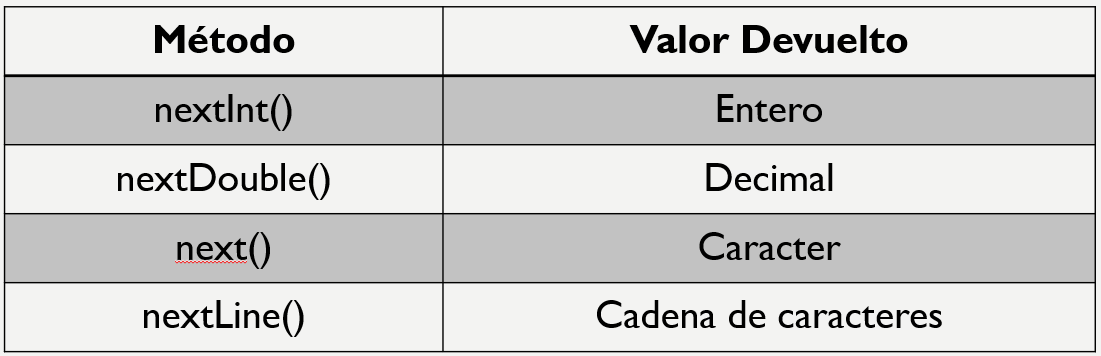 Método Valor Devuelto
nextInt() Entero
nextDouble() Decimal
next() Caracter
nextLine() Cadena de caracteres